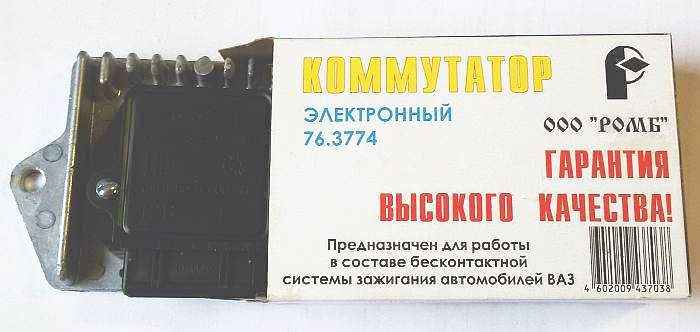 КОММУТАТОР
ЭЛЕКТРОННЫЙ
76.3774
ООО "РОМБ"
ГАРАНТИЯ
ВЫСОКОГО КАЧЕСТВА!
Предназначен для работы
в составе бесконтактной
системы зажигания автомобилей ВАЗ
4 602009 437038